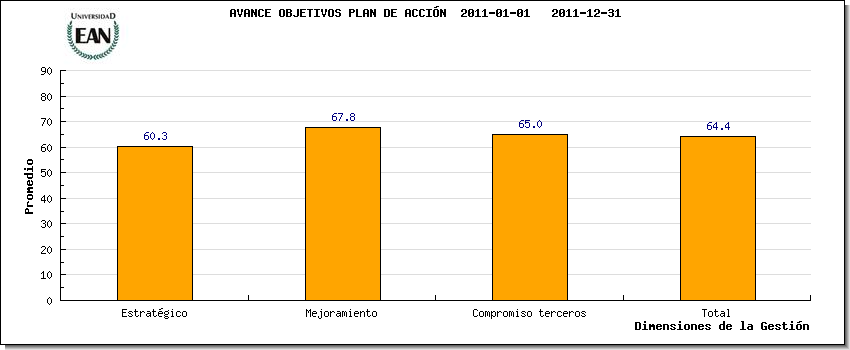 AVANCE OBJETIVOS PLAN DE ACCIÓN 2011-01-01 2011-12-31
UNIVERSIDAD
EAN
90
80
70
60
50
40
30
20
10
0
Promedio
60.3
67.8
65.0
64.4
Estratégico
Mejoramiento
Compromiso terceros
Total
Dimensiones de la Gestión